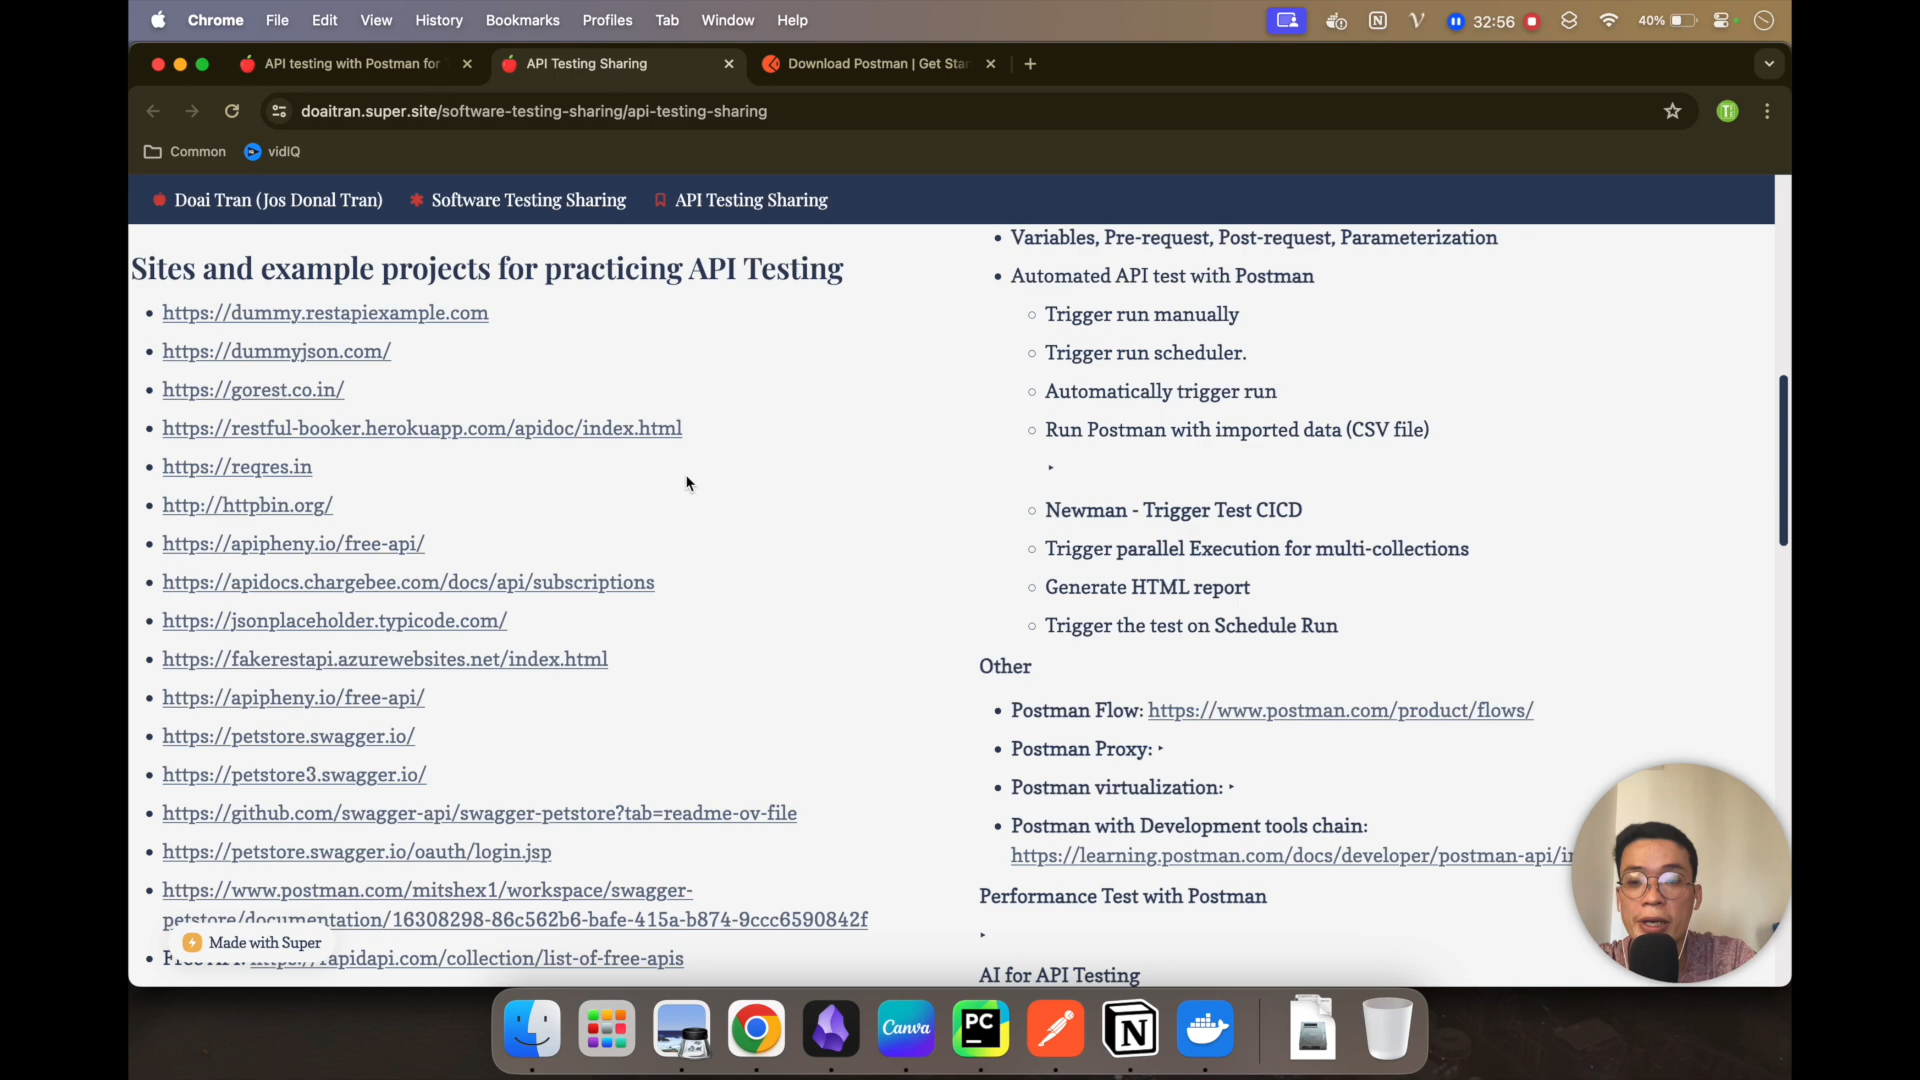 Chrome File Edit View History Bookmarks Profiles Tab Window Help
32:56
40%
API testing with Postman for
API Testing Sharing
Download Postman | Get Star
doaitran.super.site/software-testing-sharing/api-testing-sharing
Common
vidIQ
Doai Tran (Jos Donal Tran)
Software Testing Sharing
API Testing Sharing
Sites and example projects for practicing API Testing
https://dummy.restapiexample.com
https://dummyjson.com/
https://gorest.co.in/
https://restful-booker.herokuapp.com/apidoc/index.html
https://reqres.in
http://httpbin.org/
https://apipheny.io/free-api/
https://apidocs.chargebee.com/docs/api/subscriptions
https://jsonplaceholder.typicode.com/
https://fakerestapi.azurewebsites.net/index.html
https://apipheny.io/free-api/
https://petstore.swagger.io/
https://petstore3.swagger.io/
https://github.com/swagger-api/swagger-petstore?tab=readme-ov-file
https://petstore.swagger.io/oauth/login.jsp
https://www.postman.com/mitshex1/workspace/swagger-
petstore/documentation/16308298-86c562b6-bafe-415a-b874-9ccc6590842f
rapidapi.com/collection/list-of-free-apis
Made with Super
Variables, Pre-request, Post-request, Parameterization
Automated API test with Postman
Trigger run manually
Trigger run scheduler.
Automatically trigger run
Run Postman with imported data (CSV file)
Newman - Trigger Test CICD
Trigger parallel Execution for multi-collections
Generate HTML report
Trigger the test on Schedule Run
Other
Postman Flow: https://www.postman.com/product/flows/
Postman Proxy:
Postman virtualization:
Postman with Development tools chain:
https://learning.postman.com/docs/developer/postman-api/in
Performance Test with Postman
AI for API Testing
Canva
PC